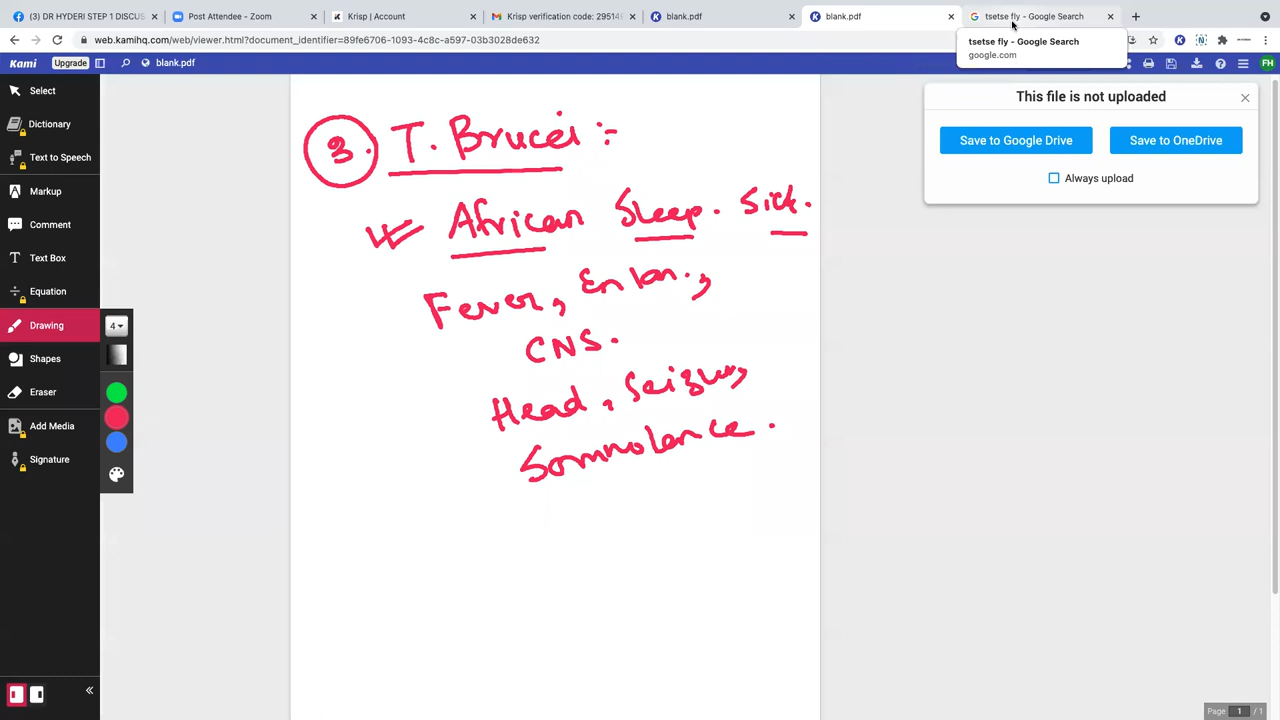 (3) DR HYDERI STEP 1 DISCUS
Post Attendee - Zoom
Krisp | Account
Krisp verification code: 29514
blank.pdf
blank.pdf
tsetse fly - Google Search
web.kamihq.com/web/viewer.html?document_identifier=89fe6706-1093-4c8c-a597-03b3028de632
tsetse fly - Google Search
google.com
Kami
Upgrade
blank.pdf
FH
Select
Dictionary
Text to Speech
Markup
Comment
Text Box
Equation
Drawing
Shapes
Eraser
Add Media
Signature
4
This file is not uploaded
Save to Google Drive
Save to OneDrive
Always upload
3. T. Brucei :-
African Sleep. Sick.
Fever,
CNS.
Head, Seizur,
Somnolence.
Page 1 / 1